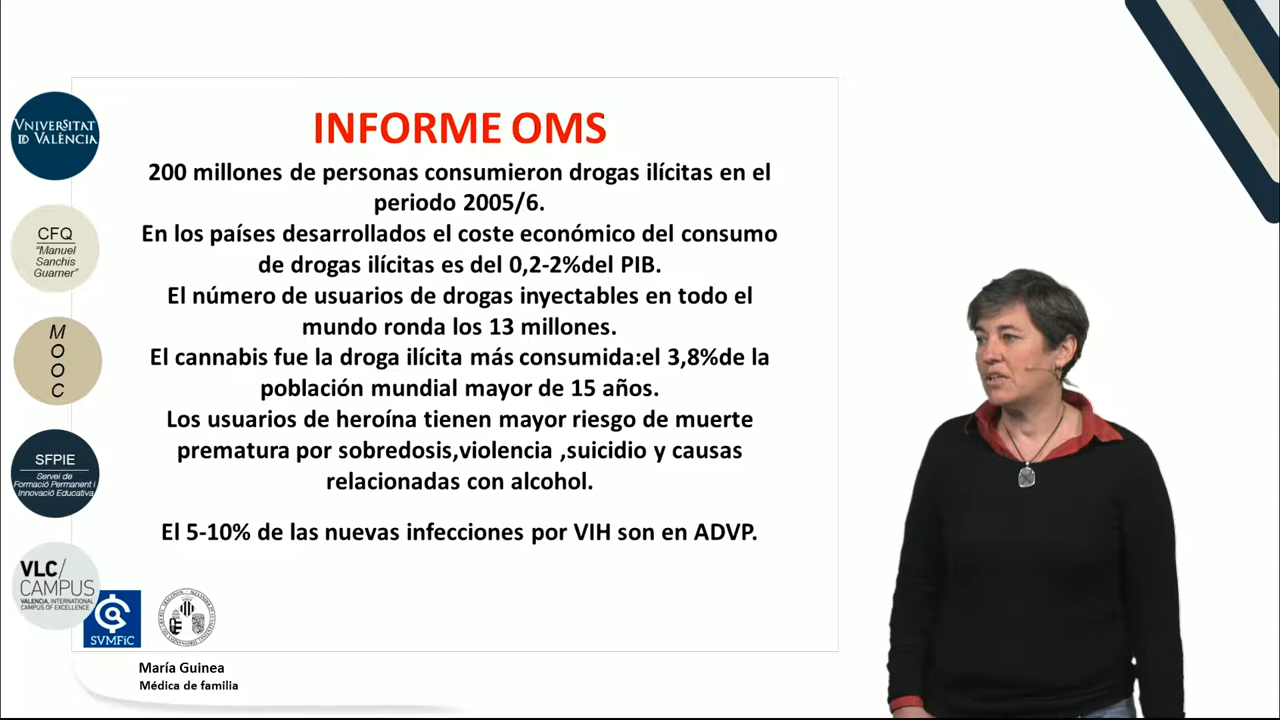 INFORME OMS
200 millones de personas consumieron drogas ilícitas en el
periodo 2005/6.
En los países desarrollados el coste económico del consumo
de drogas ilícitas es del 0,2-2%del PIB.
El número de usuarios de drogas inyectables en todo el
mundo ronda los 13 millones.
El cannabis fue la droga ilícita más consumida:el 3,8%de la
población mundial mayor de 15 años.
Los usuarios de heroína tienen mayor riesgo de muerte
prematura por sobredosis,violencia ,suicidio y causas
relacionadas con alcohol.
El 5-10% de las nuevas infecciones por VIH son en ADVP.
VNIVERSITAT
ID VALÈNCIA
CFQ
"Manuel
Sanchis
Guarner"
M
O
O
C
SFPIE
Servei de
Formació Permanent i
Innovació Educativa
VLC/
CAMPUS
VALENCIA, INTERNATIONAL
CAMPUS OF EXCELLENCE
SVMFiC
María Guinea
Médica de familia